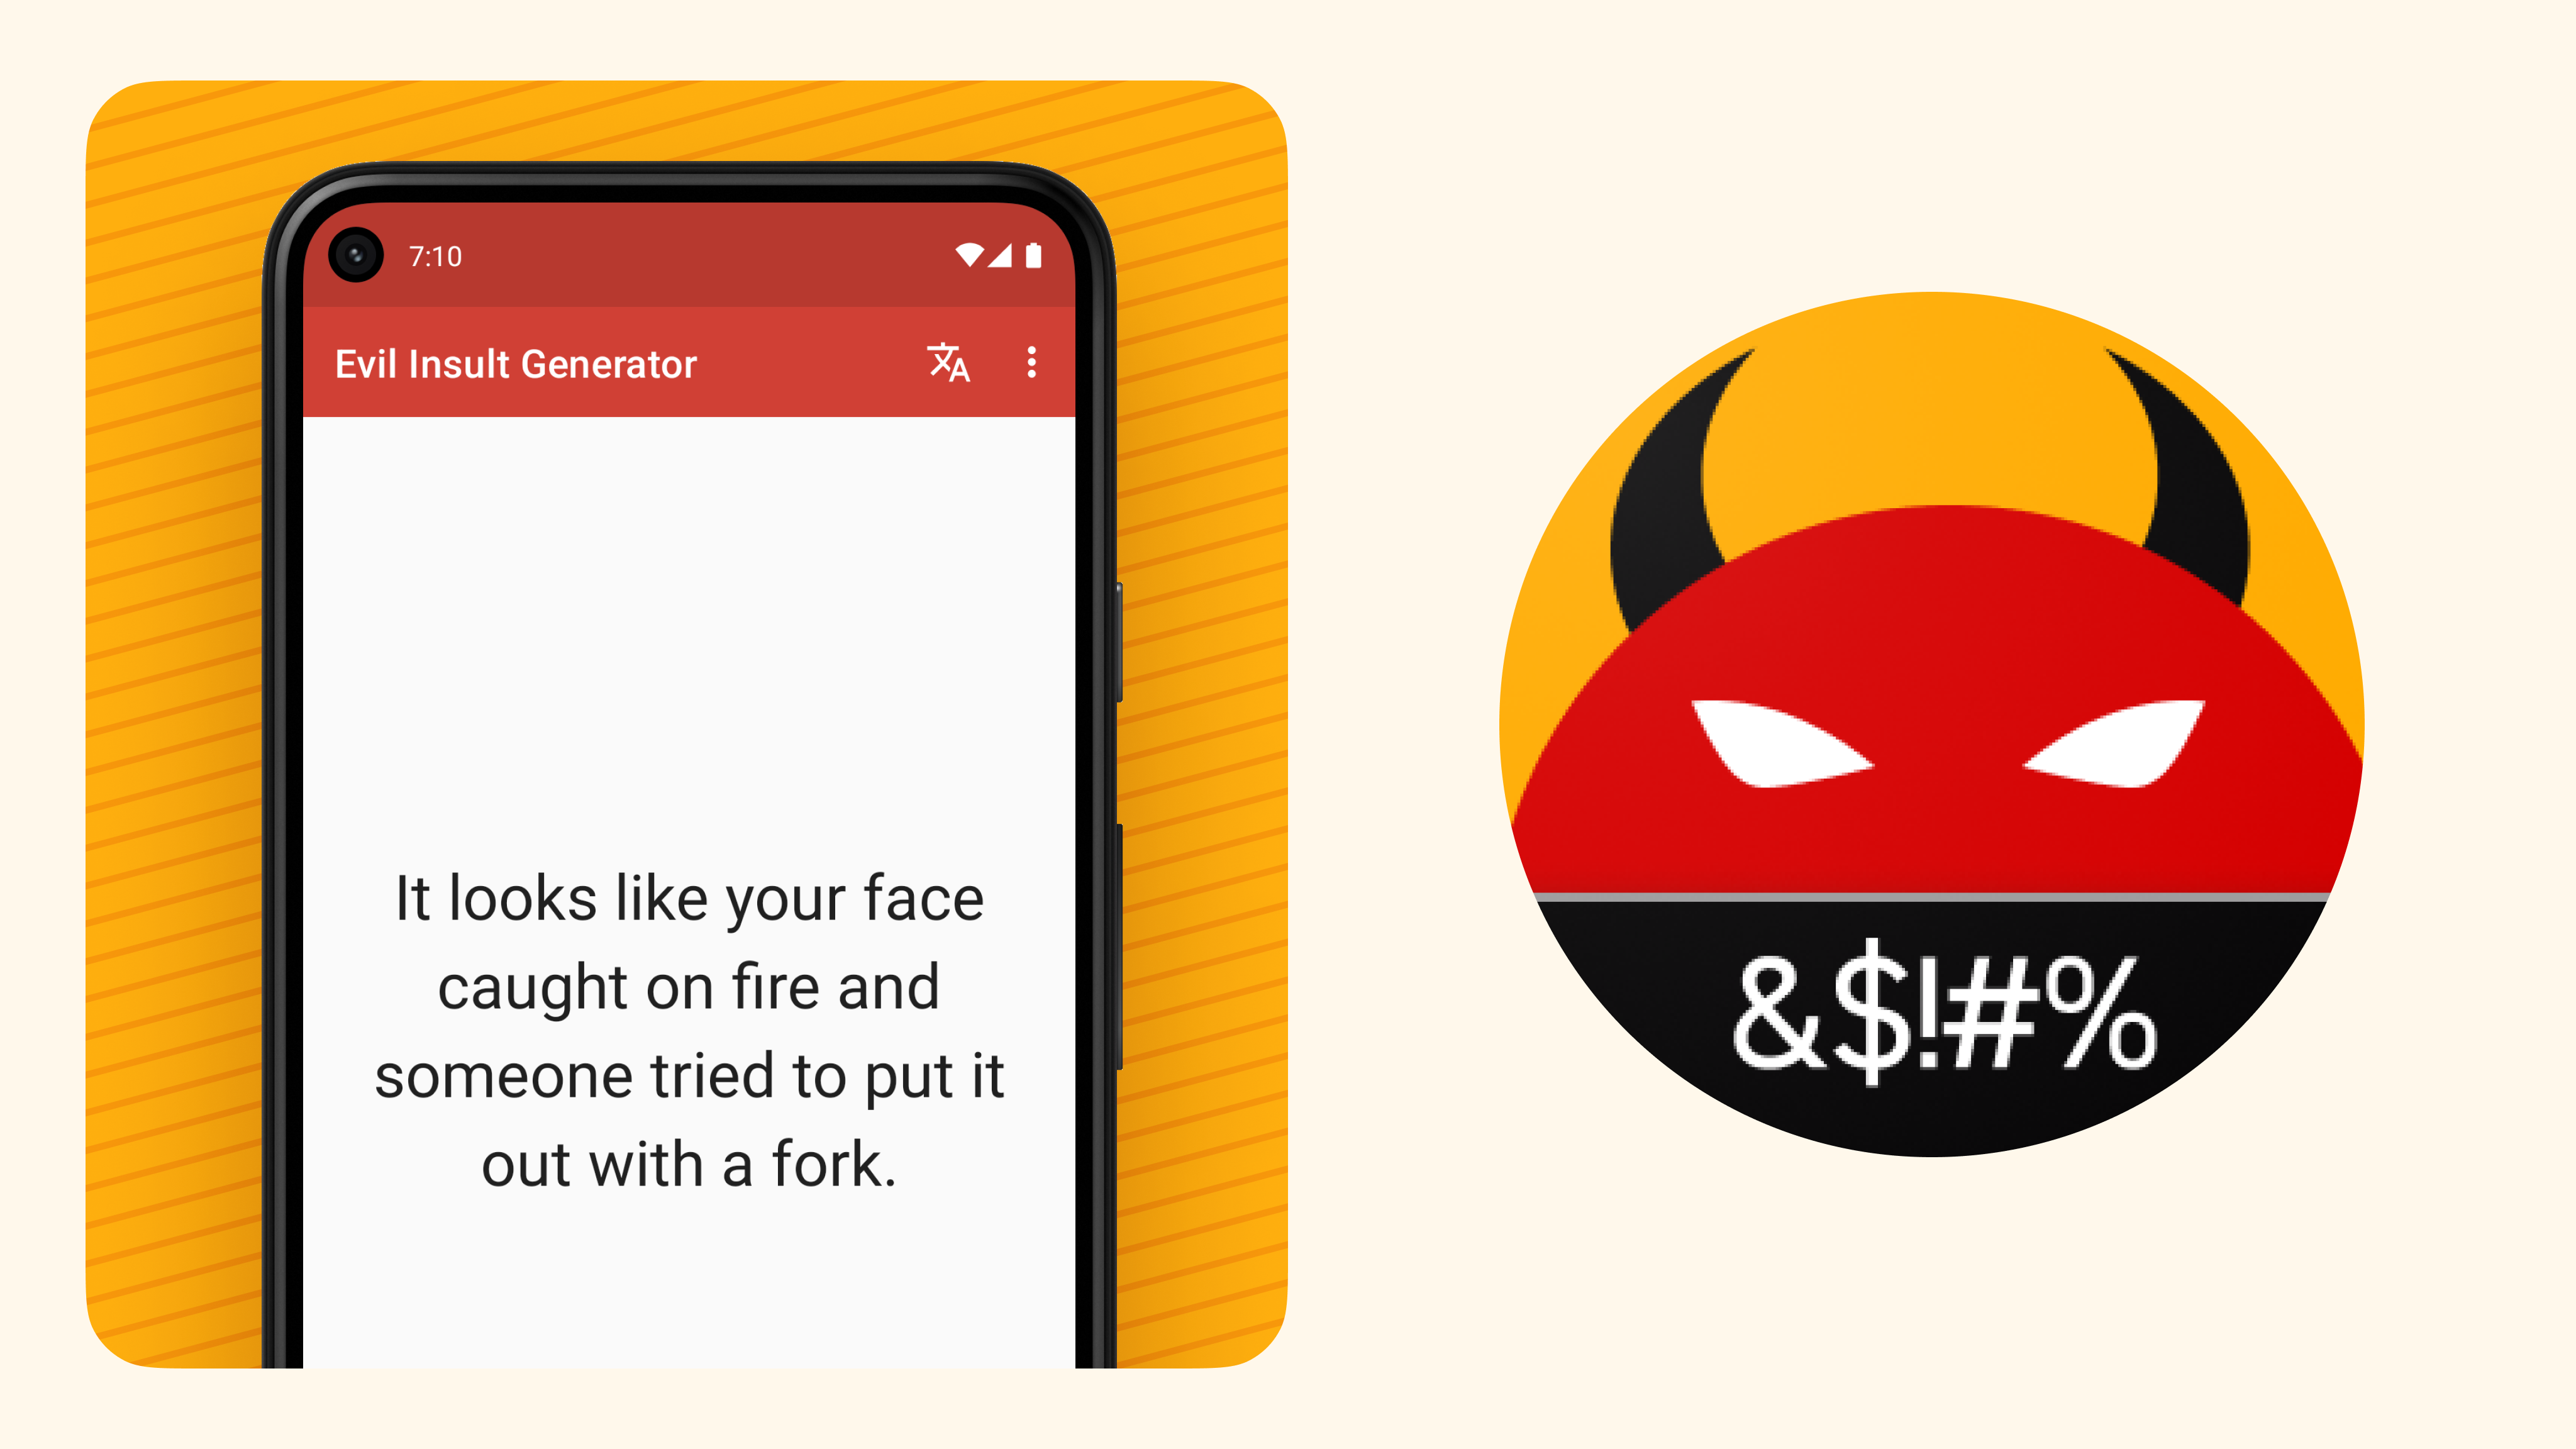 7:10
Evil Insult Generator
It looks like your face
caught on fire and
someone tried to put it
out with a fork.
&$!#%